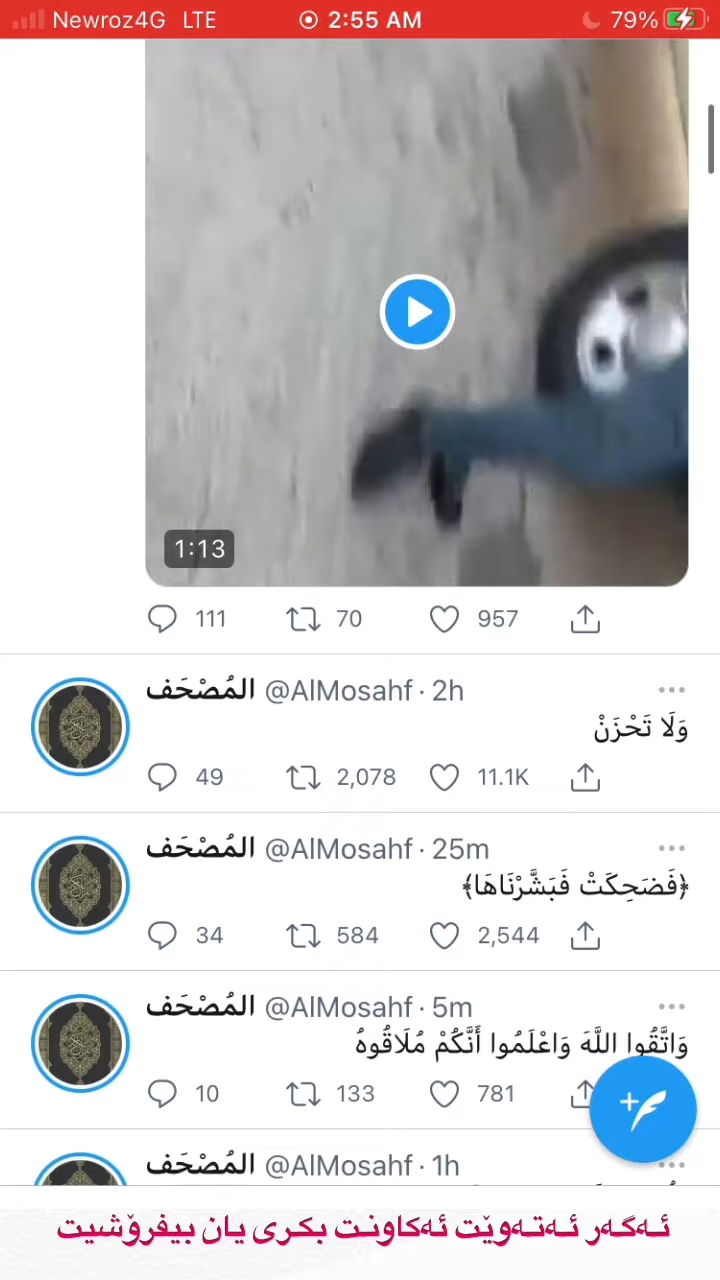 Newroz4G LTE 2:55 AM 79%
1:13
111 70 957
المُصْحَف @AlMosahf · 2h
وَلَا تَحْزَنْ
49 2,078 11.1K
المُصْحَف @AlMosahf · 25m
﴿فَضَحِكَتْ فَبَشَّرْنَاهَا﴾
34 584 2,544
المُصْحَف @AlMosahf · 5m
وَاتَّقُوا اللَّهَ وَاعْلَمُوا أَنَّكُمْ مُلَاقُوهُ
10 133 781
المُصْحَف @AlMosahf · 1h
ئەگەر ئەتەوێت ئەکاونت بکری یان بیفرۆشیت